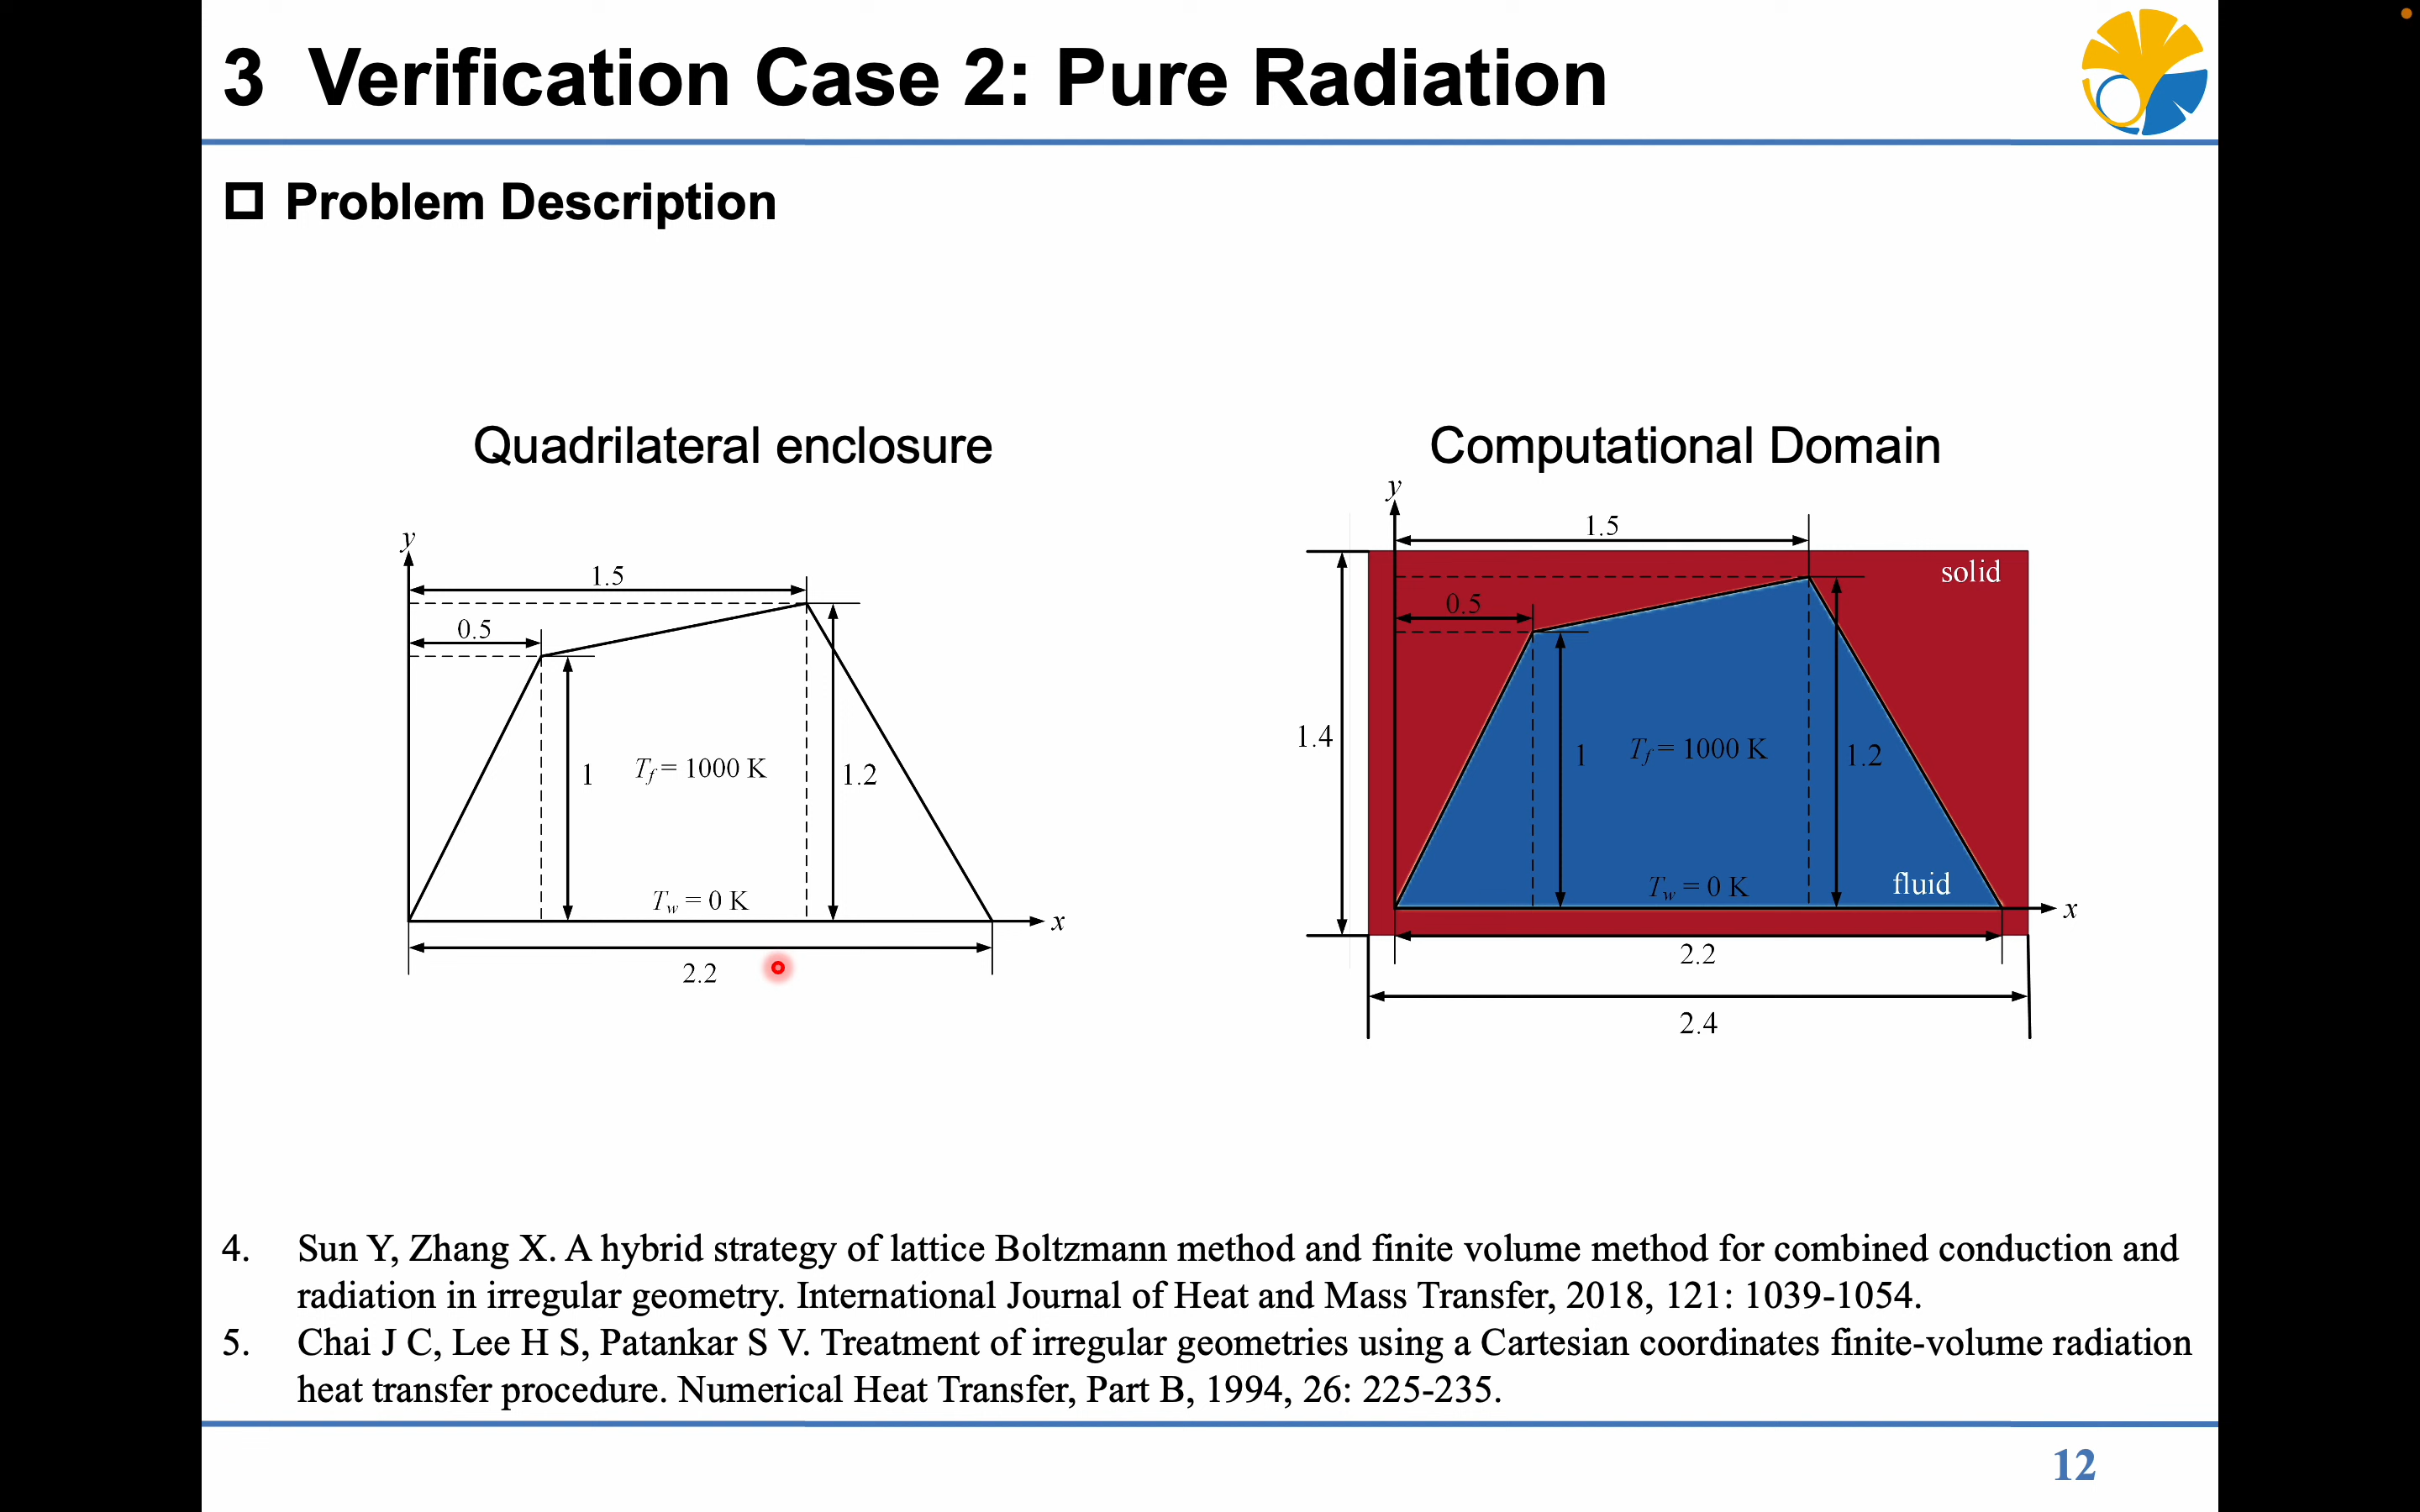 3 Verification Case 2: Pure Radiation
Problem Description
Quadrilateral enclosure
y
1.5
0.5
1
T_f = 1000 K
1.2
T_w = 0 K
x
2.2
Computational Domain
y
1.5
solid
0.5
1.4
1
T_f = 1000 K
1.2
T_w = 0 K
fluid
x
2.2
2.4
4. Sun Y, Zhang X. A hybrid strategy of lattice Boltzmann method and finite volume method for combined conduction and
radiation in irregular geometry. International Journal of Heat and Mass Transfer, 2018, 121: 1039-1054.
5. Chai J C, Lee H S, Patankar S V. Treatment of irregular geometries using a Cartesian coordinates finite-volume radiation
heat transfer procedure. Numerical Heat Transfer, Part B, 1994, 26: 225-235.
12